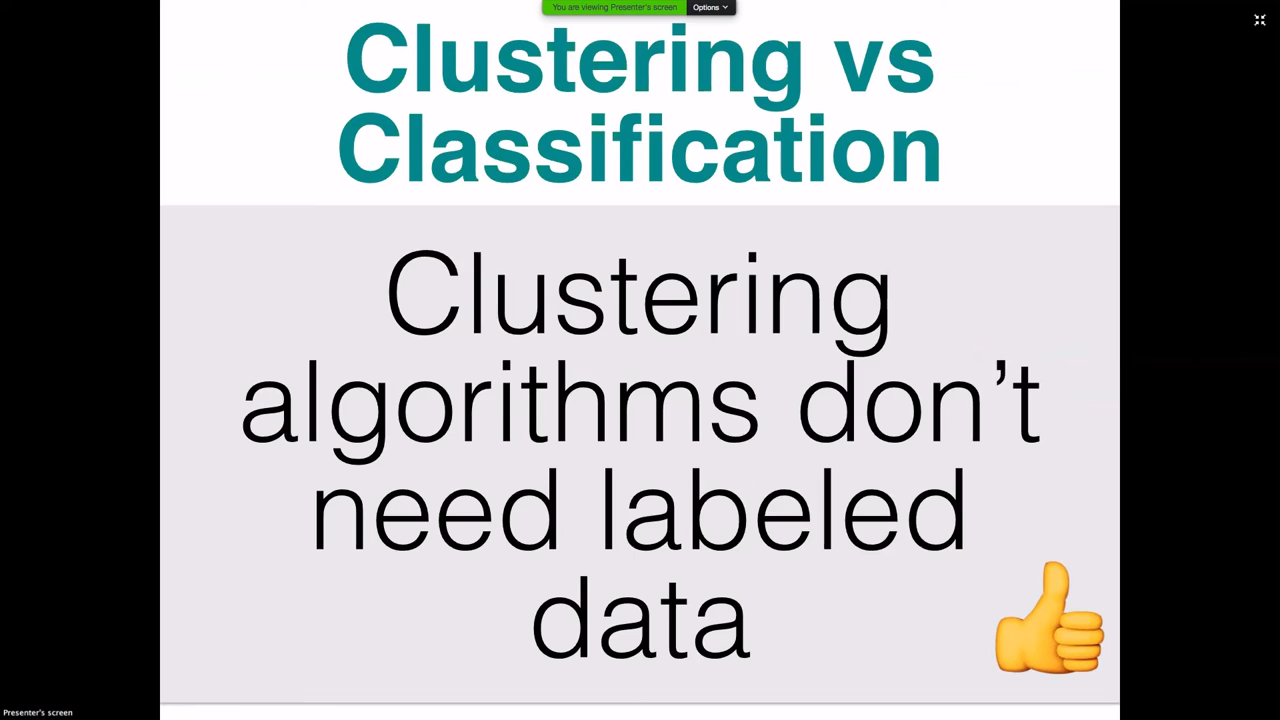 You are viewing Presenter's screen
Options
Clustering vs
Classification
Clustering
algorithms don’t
need labeled
data
Presenter's screen